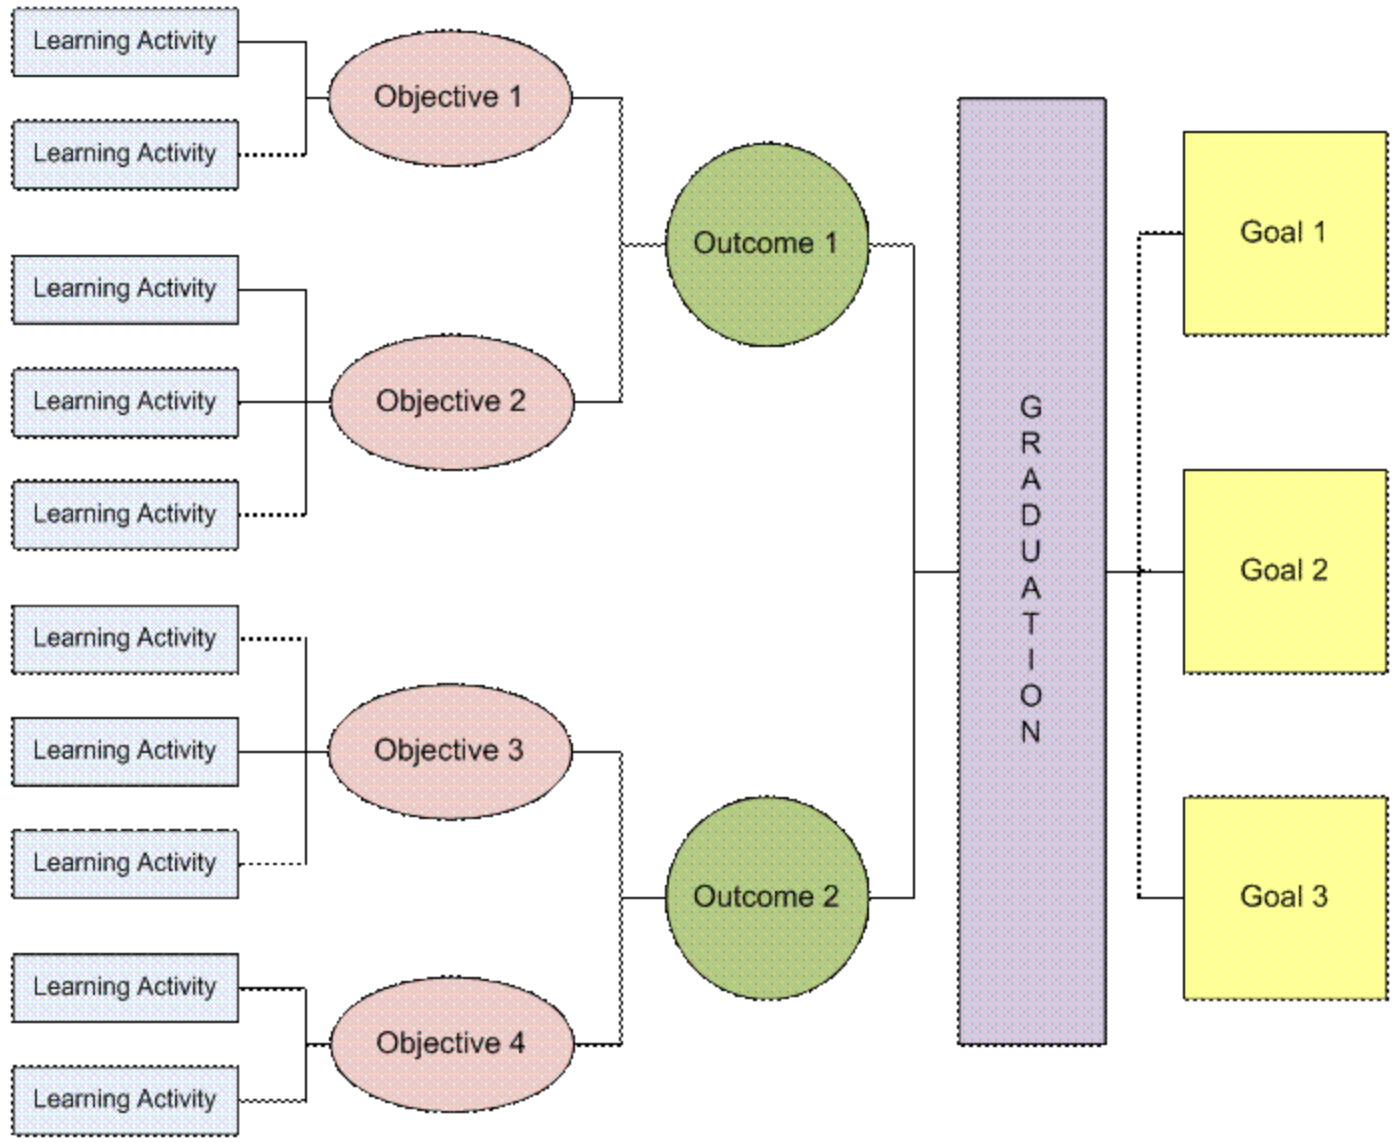 Learning Activity
Learning Activity
Learning Activity
Learning Activity
Learning Activity
Learning Activity
Learning Activity
Learning Activity
Learning Activity
Learning Activity
Objective 1
Objective 2
Objective 3
Objective 4
Outcome 1
Outcome 2
G
R
A
D
U
A
T
I
O
N
Goal 1
Goal 2
Goal 3